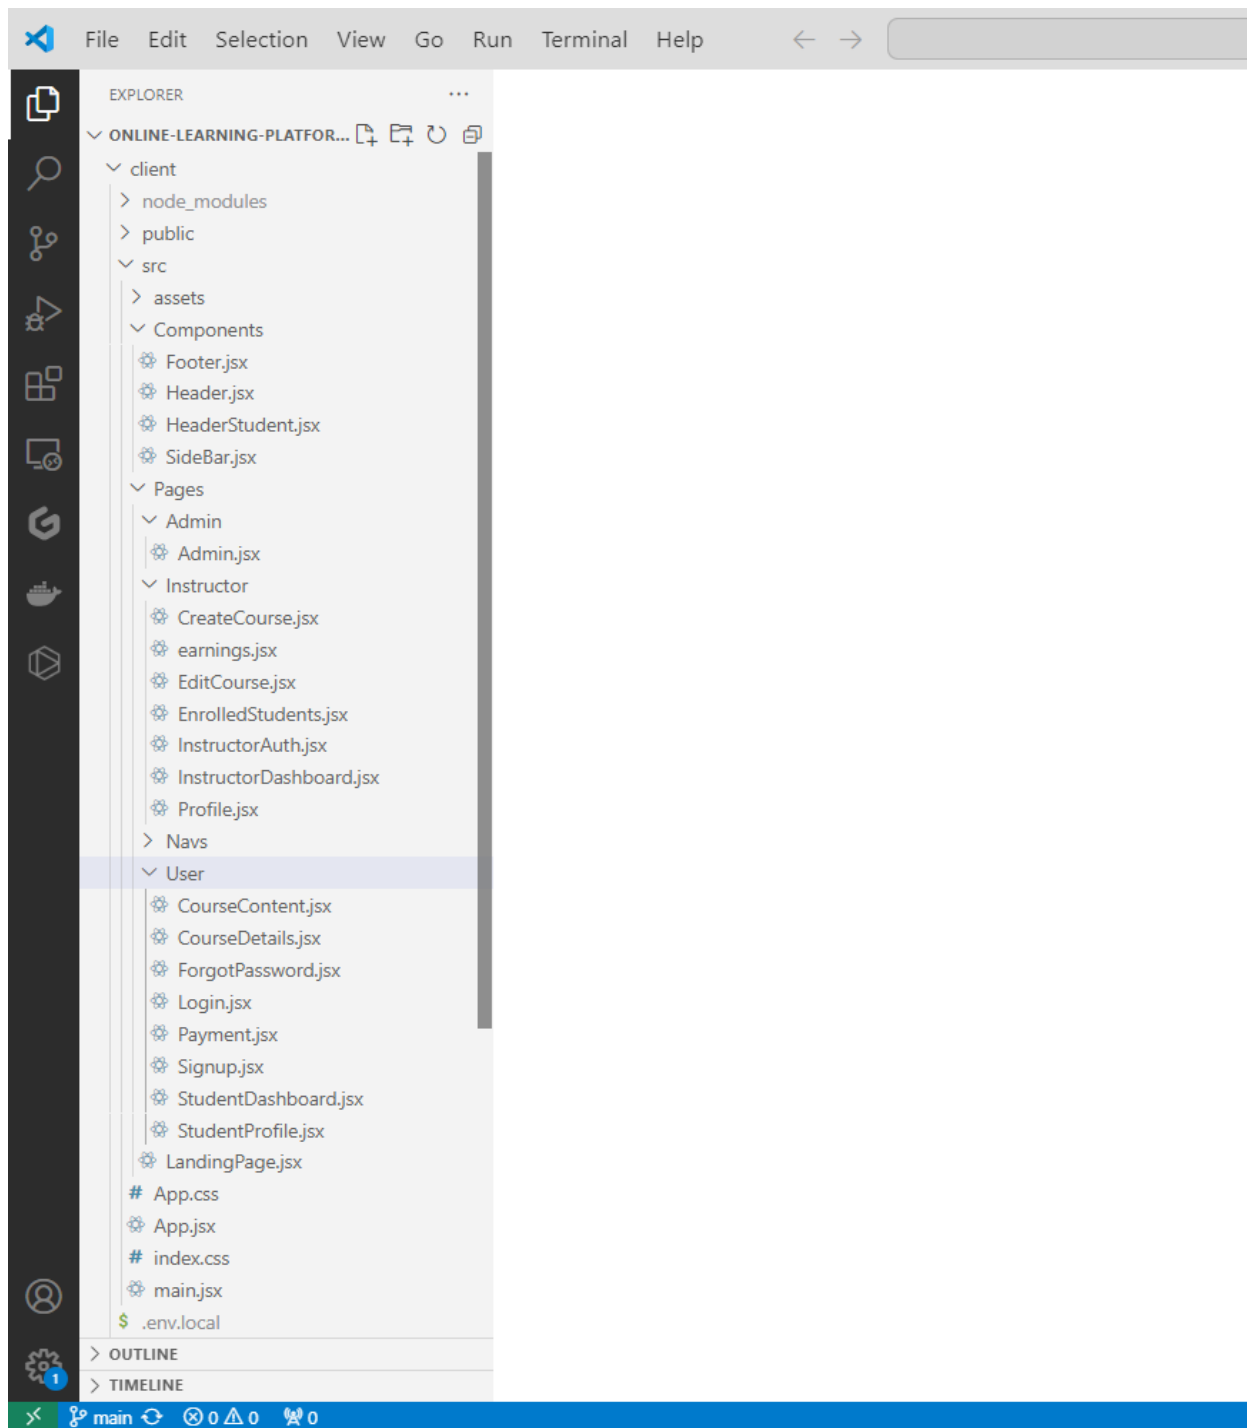 File Edit Selection View Go Run Terminal Help
EXPLORER
ONLINE-LEARNING-PLATFOR...
client
node_modules
public
src
assets
Components
Footer.jsx
Header.jsx
HeaderStudent.jsx
SideBar.jsx
Pages
Admin
Admin.jsx
Instructor
CreateCourse.jsx
earnings.jsx
EditCourse.jsx
EnrolledStudents.jsx
InstructorAuth.jsx
InstructorDashboard.jsx
Profile.jsx
Navs
User
CourseContent.jsx
CourseDetails.jsx
ForgotPassword.jsx
Login.jsx
Payment.jsx
Signup.jsx
StudentDashboard.jsx
StudentProfile.jsx
LandingPage.jsx
# App.css
App.jsx
# index.css
main.jsx
$ .env.local
OUTLINE
1
TIMELINE
main 0 0 0